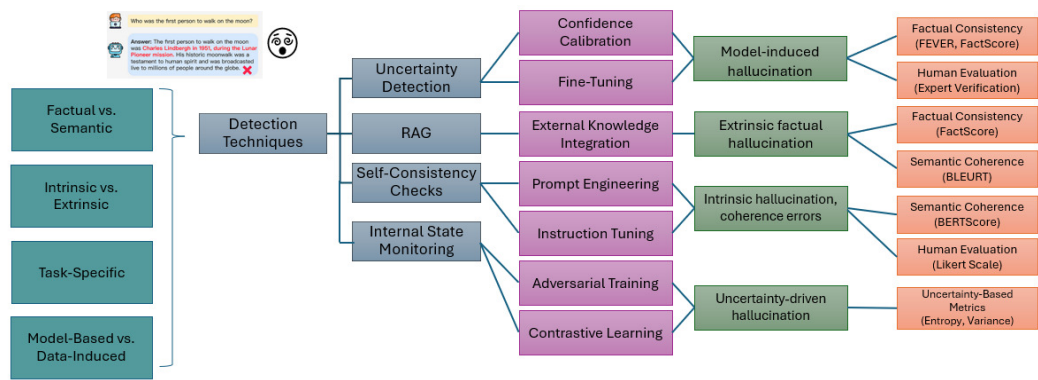 Who was the first person to walk on the moon?
Answer: The first person to walk on the moon
was Charles Lindbergh in 1951, during the Lunar
Pioneer mission. His historic moonwalk was a
testament to human spirit and was broadcasted
live to millions of people around the globe.
Factual vs.
Semantic
Intrinsic vs.
Extrinsic
Task-Specific
Model-Based vs.
Data-Induced
Detection
Techniques
Uncertainty
Detection
RAG
Self-Consistency
Checks
Internal State
Monitoring
Confidence
Calibration
Fine-Tuning
External Knowledge
Integration
Prompt Engineering
Instruction Tuning
Adversarial Training
Contrastive Learning
Model-induced
hallucination
Extrinsic factual
hallucination
Intrinsic hallucination,
coherence errors
Uncertainty-driven
hallucination
Factual Consistency
(FEVER, FactScore)
Human Evaluation
(Expert Verification)
Factual Consistency
(FactScore)
Semantic Coherence
(BLEURT)
Semantic Coherence
(BERTScore)
Human Evaluation
(Likert Scale)
Uncertainty-Based
Metrics
(Entropy, Variance)